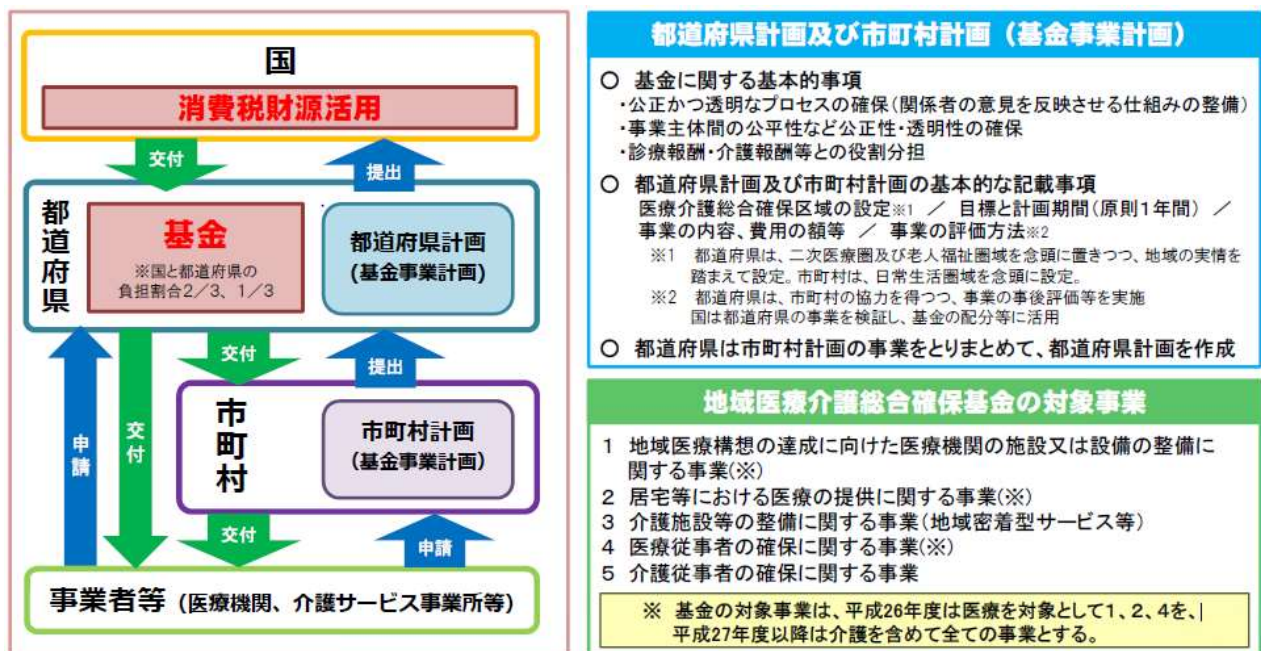 国
消費税財源活用
交付
提出
都道府県
基金
※国と都道府県の
負担割合2/3、1/3
都道府県計画
(基金事業計画)
申請
交付
交付
提出
市町村
市町村計画
(基金事業計画)
交付
申請
事業者等(医療機関、介護サービス事業所等)
都道府県計画及び市町村計画(基金事業計画)
○ 基金に関する基本的事項
・公正かつ透明なプロセスの確保(関係者の意見を反映させる仕組みの整備)
・事業主体間の公平性など公正性・透明性の確保
・診療報酬・介護報酬等との役割分担
○ 都道府県計画及び市町村計画の基本的な記載事項
医療介護総合確保区域の設定※1 / 目標と計画期間(原則1年間) /
事業の内容、費用の額等 / 事業の評価方法※2
※1 都道府県は、二次医療圏及び老人福祉圏域を念頭に置きつつ、地域の実情を
踏まえて設定。市町村は、日常生活圏域を念頭に設定。
※2 都道府県は、市町村の協力を得つつ、事業の事後評価等を実施
国は都道府県の事業を検証し、基金の配分等に活用
○ 都道府県は市町村計画の事業をとりまとめて、都道府県計画を作成
地域医療介護総合確保基金の対象事業
1 地域医療構想の達成に向けた医療機関の施設又は設備の整備に
関する事業(※)
2 居宅等における医療の提供に関する事業(※)
3 介護施設等の整備に関する事業(地域密着型サービス等)
4 医療従事者の確保に関する事業(※)
5 介護従事者の確保に関する事業
※ 基金の対象事業は、平成26年度は医療を対象として1、2、4を、
平成27年度以降は介護を含めて全ての事業とする。